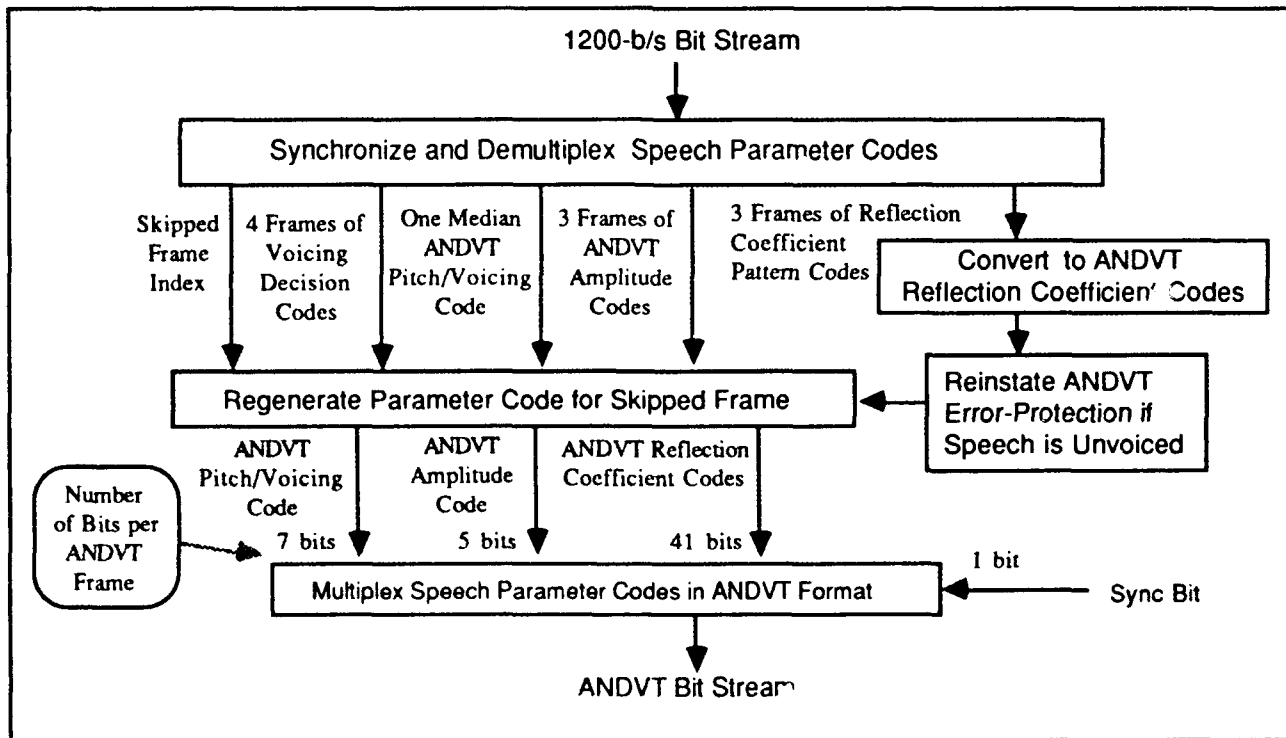 1200-b/s Bit Stream
Synchronize and Demultiplex Speech Parameter Codes
Skipped
Frame
Index
4 Frames of
Voicing
Decision
Codes
One Median
ANDVT
Pitch/Voicing
Code
3 Frames of
ANDVT
Amplitude
Codes
3 Frames of Reflection
Coefficient
Pattern Codes
Convert to ANDVT
Reflection Coefficien' Codes
Reinstate ANDVT
Error-Protection if
Speech is Unvoiced
Regenerate Parameter Code for Skipped Frame
ANDVT
Pitch/Voicing
Code
ANDVT
Amplitude
Code
ANDVT Reflection
Coefficient Codes
Number
of Bits per
ANDVT
Frame
7 bits
5 bits
41 bits
1 bit
Multiplex Speech Parameter Codes in ANDVT Format
Sync Bit
ANDVT Bit Stream